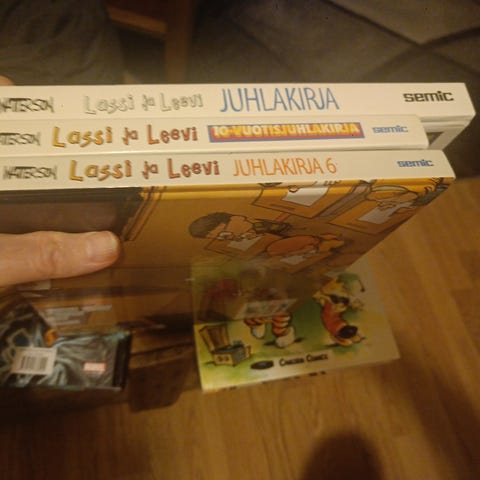 WATTERSON Lassi ja Leevi JUHLAKIRJA semic
WATTERSON Lassi ja Leevi 10-VUOTISJUHLAKIRJA semic
WATTERSON Lassi ja Leevi JUHLAKIRJA 6 semic
MARVEL